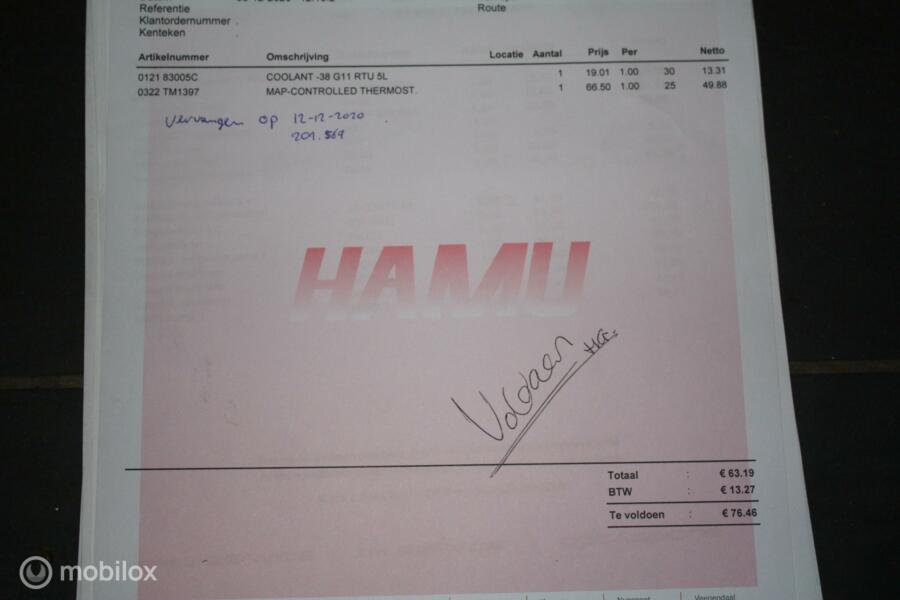 Referentie
Route
Klantordernummer
Kenteken
Artikelnummer Omschrijving Locatie Aantal Prijs Per Netto
0121 83005C COOLANT -38 G11 RTU 5L 1 19.01 1.00 30 13.31
0322 TM1397 MAP-CONTROLLED THERMOST. 1 66.50 1.00 25 49.88
vervangen op 12-12-2020
HAMU
Voldaan
Totaal : € 63.19
BTW : € 13.27
Te voldoen : € 76.46
mobilox
Veenendaal